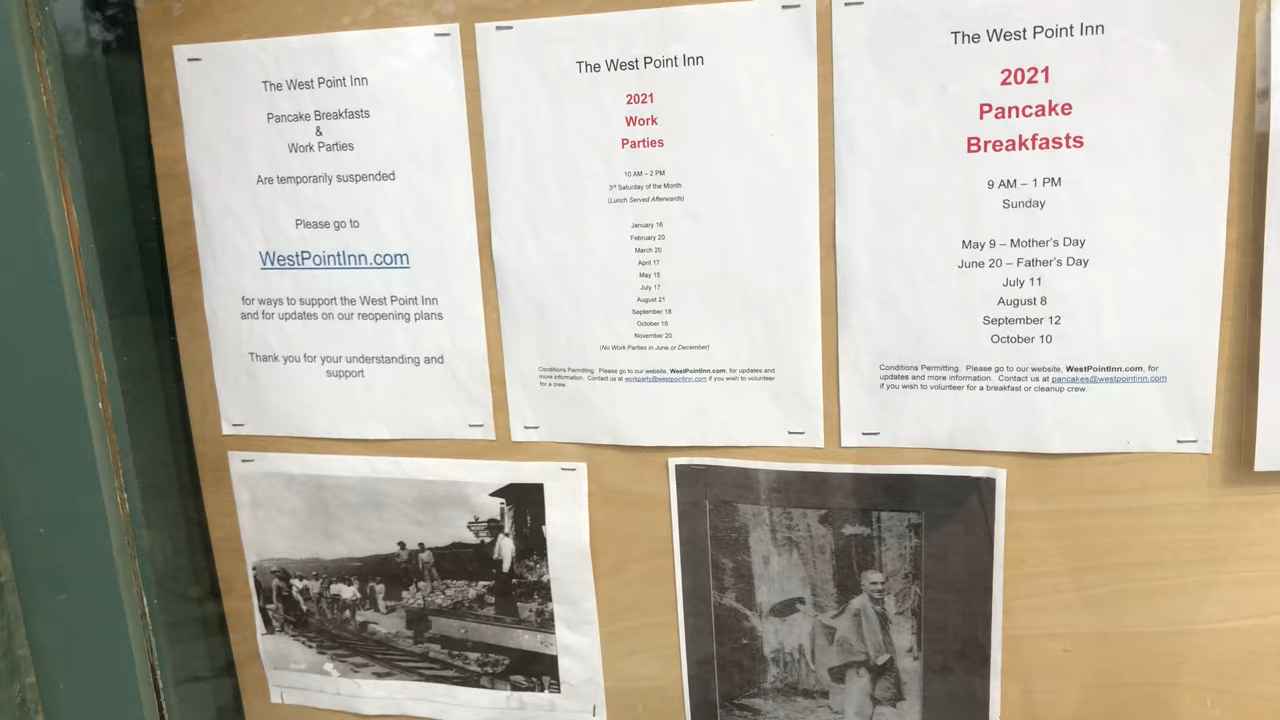 The West Point Inn
Pancake Breakfasts
&
Work Parties
Are temporarily suspended
Please go to
WestPointInn.com
for ways to support the West Point Inn
and for updates on our reopening plans
Thank you for your understanding and
support
The West Point Inn
2021
Work
Parties
10 AM – 2 PM
3rd Saturday of the Month
(Lunch Served Afterwards)
January 16
February 20
March 20
April 17
May 15
July 17
August 21
September 18
October 16
November 20
(No Work Parties in June or December)
Conditions Permitting. Please go to our website, WestPointInn.com, for updates and
more information. Contact us at workparty@westpointinn.com if you wish to volunteer
for a crew.
The West Point Inn
2021
Pancake
Breakfasts
9 AM – 1 PM
Sunday
May 9 – Mother's Day
June 20 – Father's Day
July 11
August 8
September 12
October 10
Conditions Permitting. Please go to our website, WestPointInn.com, for
updates and more information. Contact us at pancakes@westpointinn.com
if you wish to volunteer for a breakfast or cleanup crew.